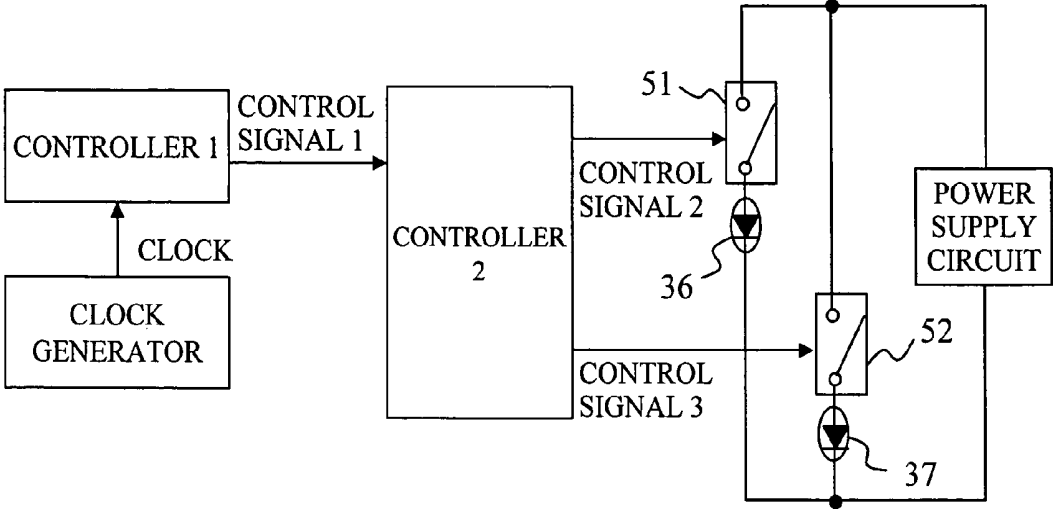 CONTROLLER 1
CONTROL
SIGNAL 1
CLOCK
CLOCK
GENERATOR
CONTROLLER
2
CONTROL
SIGNAL 2
CONTROL
SIGNAL 3
51
36
52
37
POWER
SUPPLY
CIRCUIT